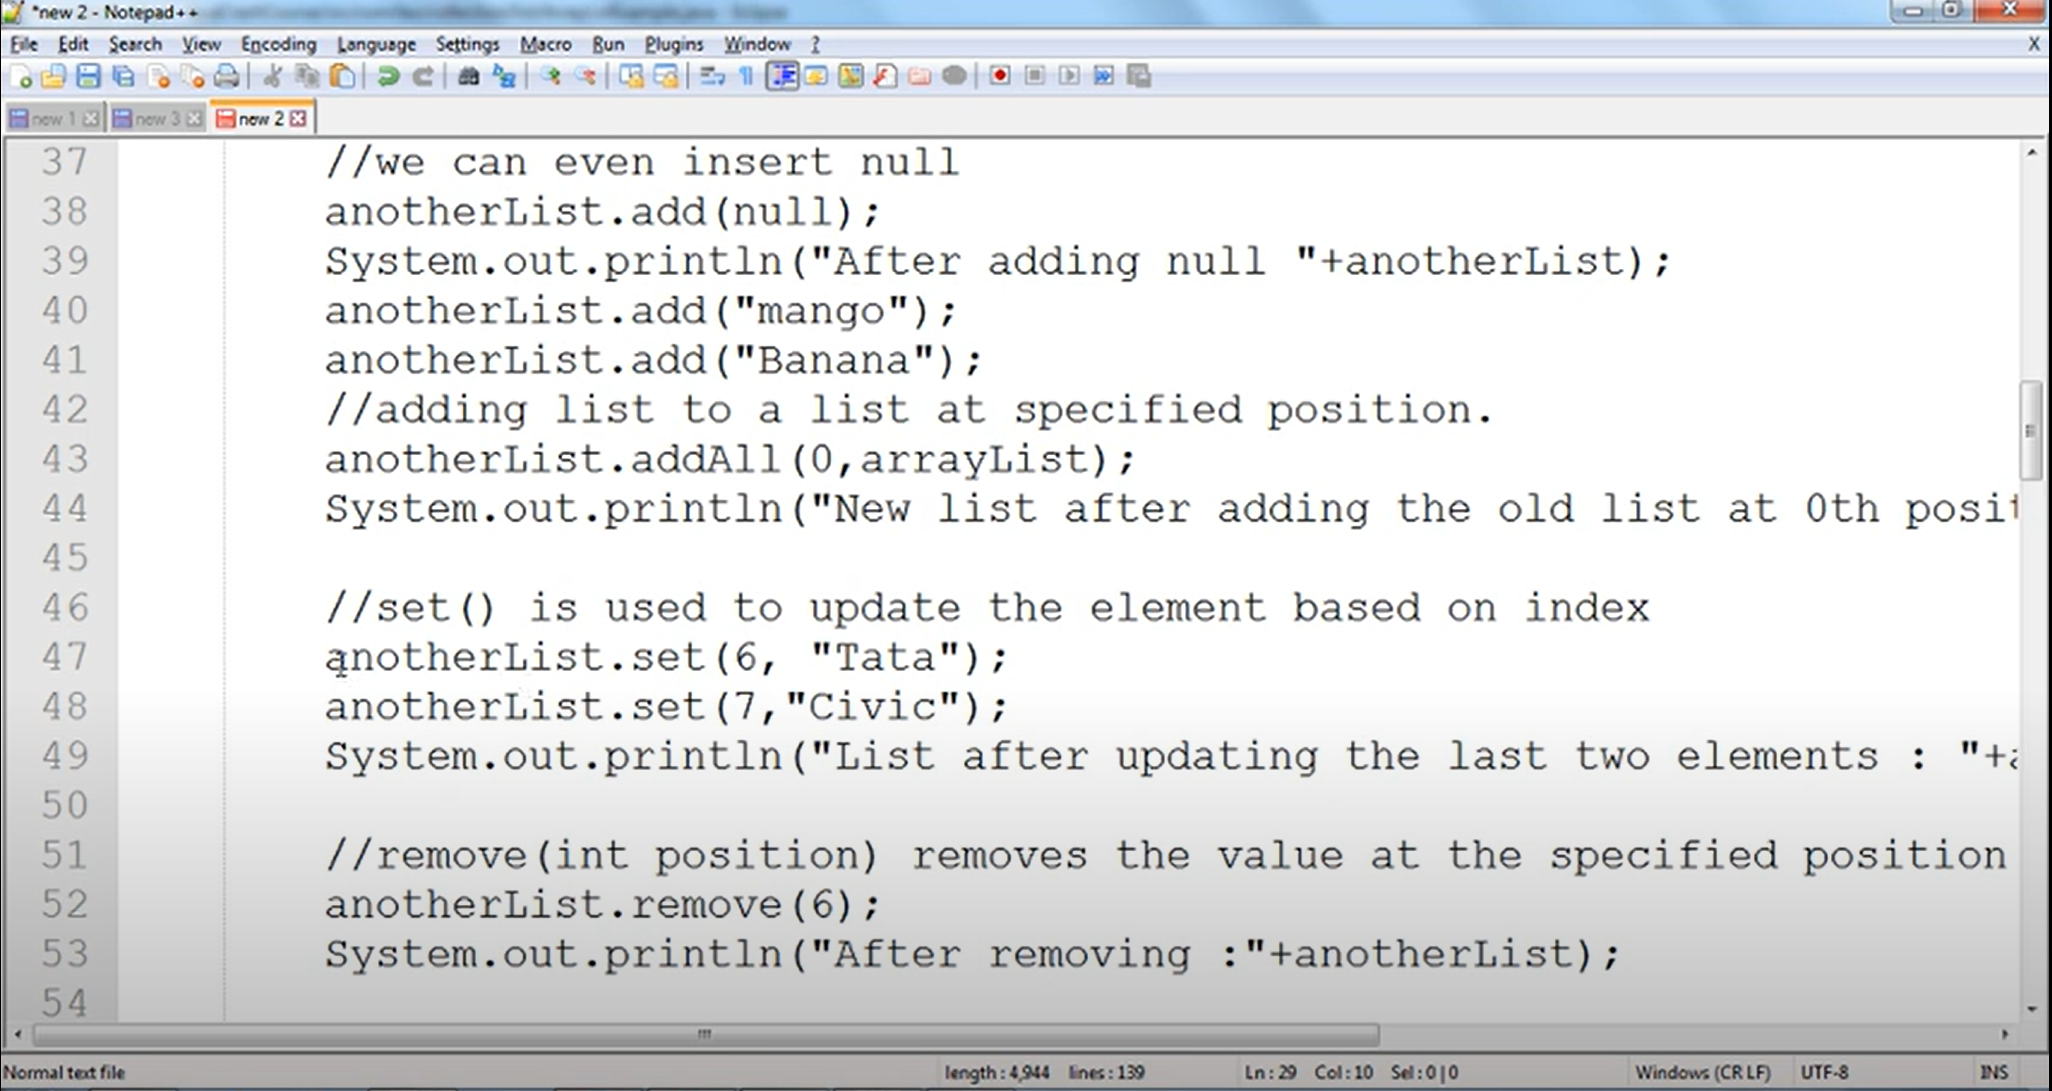 *new 2 - Notepad++
File Edit Search View Encoding Language Settings Macro Run Plugins Window ? X
new 1 new 3 new 2
37 //we can even insert null
38 anotherList.add(null);
39 System.out.println("After adding null "+anotherList);
40 anotherList.add("mango");
41 anotherList.add("Banana");
42 //adding list to a list at specified position.
43 anotherList.addAll(0,arrayList);
44 System.out.println("New list after adding the old list at 0th posit
45
46 //set() is used to update the element based on index
47 anotherList.set(6, "Tata");
48 anotherList.set(7,"Civic");
49 System.out.println("List after updating the last two elements : "+a
50
51 //remove(int position) removes the value at the specified position
52 anotherList.remove(6);
53 System.out.println("After removing :"+anotherList);
54
Normal text file length : 4,944 lines : 139 Ln : 29 Col : 10 Sel : 0 | 0 Windows (CR LF) UTF-8 INS